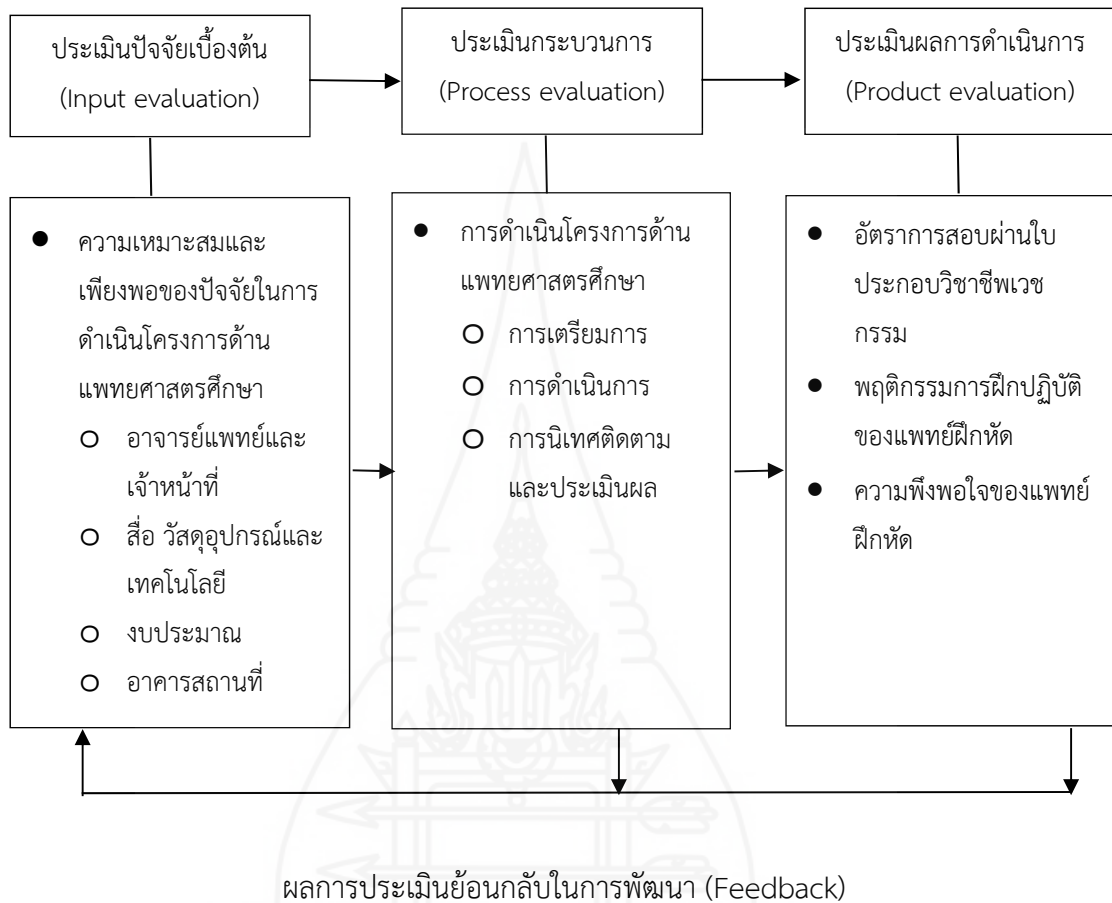 ประเมินปัจจัยเบื้องต้น
(Input evaluation)
ประเมินกระบวนการ
(Process evaluation)
ประเมินผลการดำเนินการ
(Product evaluation)
● ความเหมาะสมและ
เพียงพอของปัจจัยในการ
ดำเนินโครงการด้าน
แพทยศาสตรศึกษา
o อาจารย์แพทย์และ
เจ้าหน้าที่
o สื่อ วัสดุอุปกรณ์และ
เทคโนโลยี
o งบประมาณ
o อาคารสถานที่
● การดำเนินโครงการด้าน
แพทยศาสตรศึกษา
o การเตรียมการ
o การดำเนินการ
o การนิเทศติดตาม
และประเมินผล
● อัตราการสอบผ่านใบ
ประกอบวิชาชีพเวช
กรรม
● พฤติกรรมการฝึกปฏิบัติ
ของแพทย์ฝึกหัด
● ความพึงพอใจของแพทย์
ฝึกหัด
ผลการประเมินย้อนกลับในการพัฒนา (Feedback)